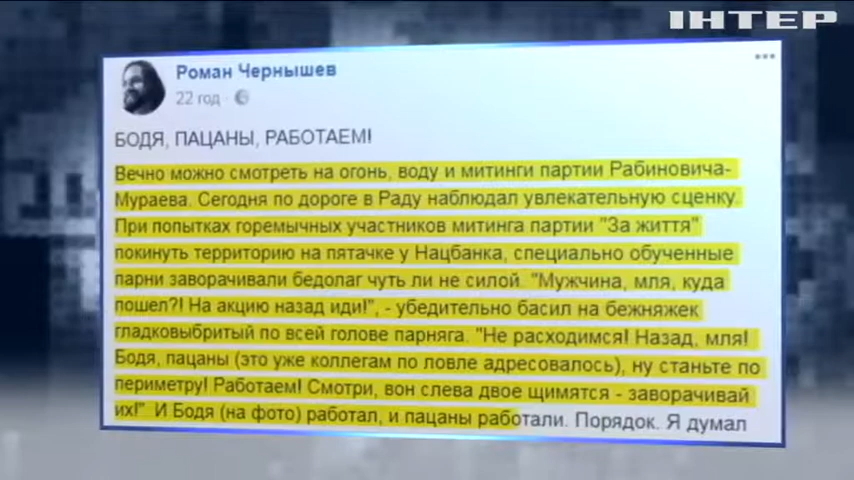 ІНТЕР
Роман Чернышев
22 год
БОДЯ, ПАЦАНЫ, РАБОТАЕМ!
Вечно можно смотреть на огонь, воду и митинги партии Рабиновича-
Мураева. Сегодня по дороге в Раду наблюдал увлекательную сценку.
При попытках горемычных участников митинга партии "За життя"
покинуть территорию на пятачке у Нацбанка, специально обученные
парни заворачивали бедолаг чуть ли не силой. "Мужчина, мля, куда
пошел?! На акцию назад иди!", - убедительно басил на бежняжек
гладковыбритый по всей голове парняга. "Не расходимся! Назад, мля!
Бодя, пацаны (это уже коллегам по ловле адресовалось), ну станьте по
периметру! Работаем! Смотри, вон слева двое щимятся - заворачивай
их!" И Бодя (на фото) работал, и пацаны работали. Порядок. Я думал